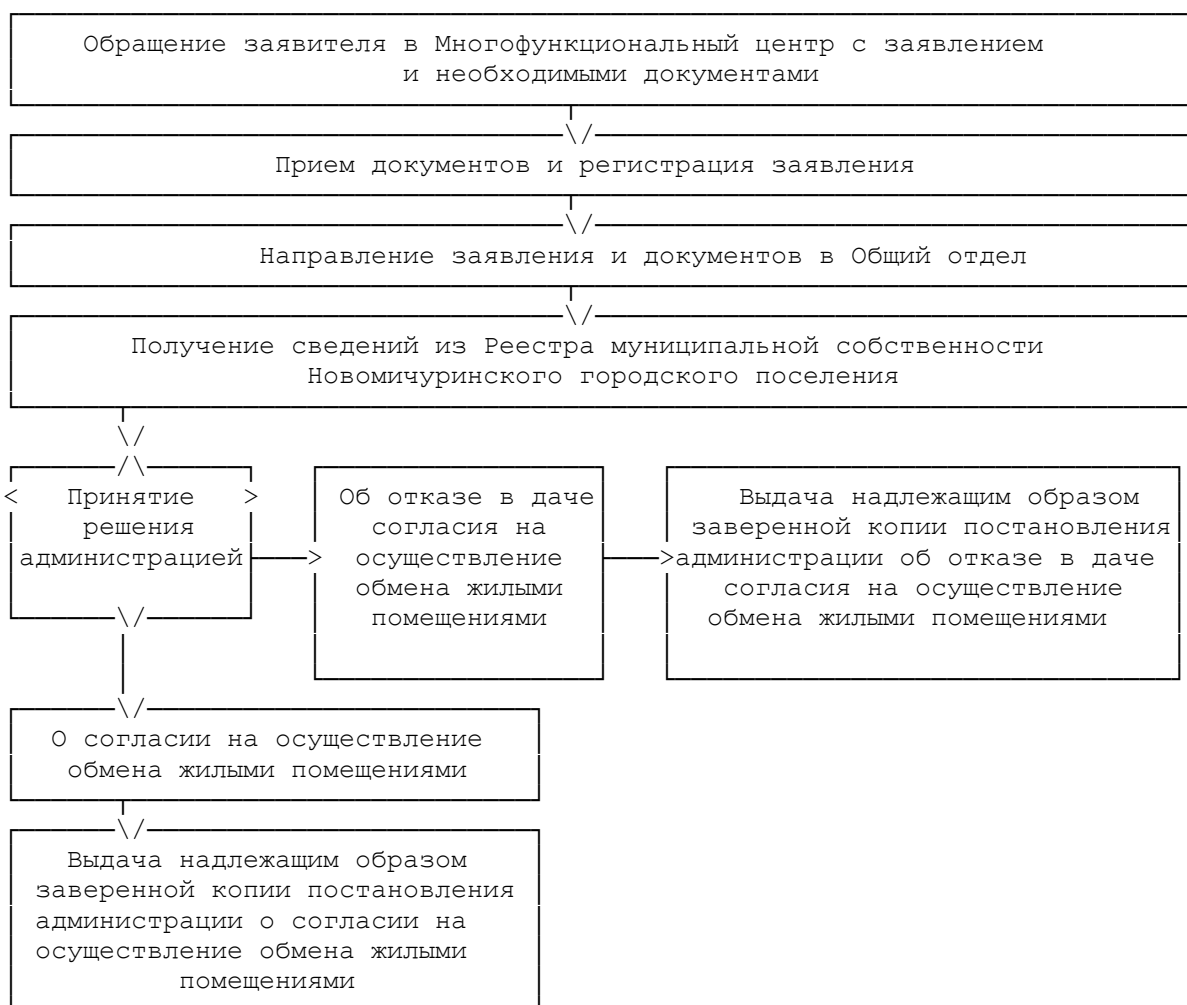 Обращение заявителя в Многофункциональный центр с заявлением
и необходимыми документами
Прием документов и регистрация заявления
Направление заявления и документов в Общий отдел
Получение сведений из Реестра муниципальной собственности
Новомичуринского городского поселения
Принятие
решения
администрацией
Об отказе в даче
согласия на
осуществление
обмена жилыми
помещениями
Выдача надлежащим образом
заверенной копии постановления
администрации об отказе в даче
согласия на осуществление
обмена жилыми помещениями
О согласии на осуществление
обмена жилыми помещениями
Выдача надлежащим образом
заверенной копии постановления
администрации о согласии на
осуществление обмена жилыми
помещениями